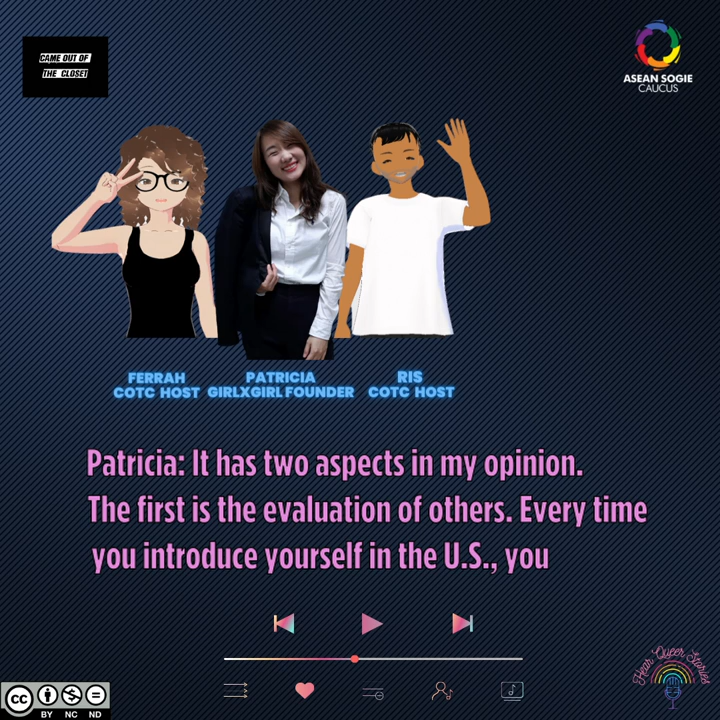 CAME OUT OF
THE CLOSET
ASEAN SOGIE
CAUCUS
FERRAH
COTC HOST
PATRICIA
GIRLXGIRL FOUNDER
RIS
COTC HOST
Patricia: It has two aspects in my opinion.
The first is the evaluation of others. Every time
you introduce yourself in the U.S., you
Hear Queer Stories
cc
BY NC ND